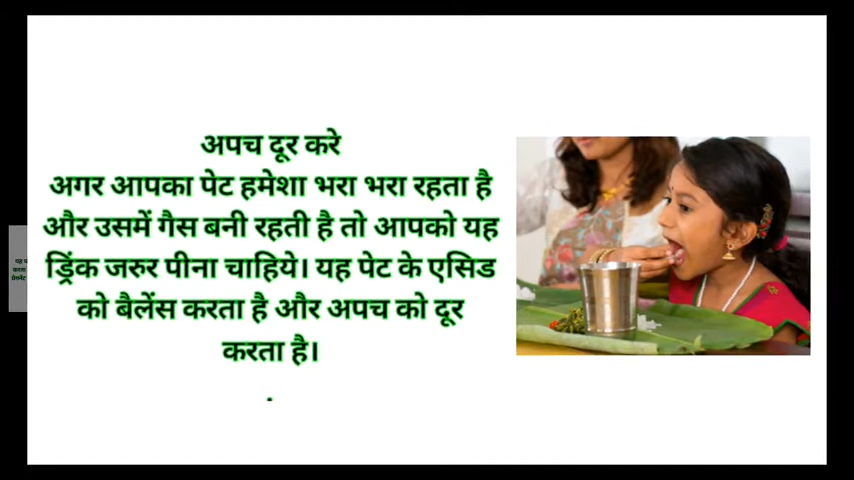 अपच दूर करे
अगर आपका पेट हमेशा भरा भरा रहता है
और उसमें गैस बनी रहती है तो आपको यह
ड्रिंक जरुर पीना चाहिये। यह पेट के एसिड
को बैलेंस करता है और अपच को दूर
करता है।
.